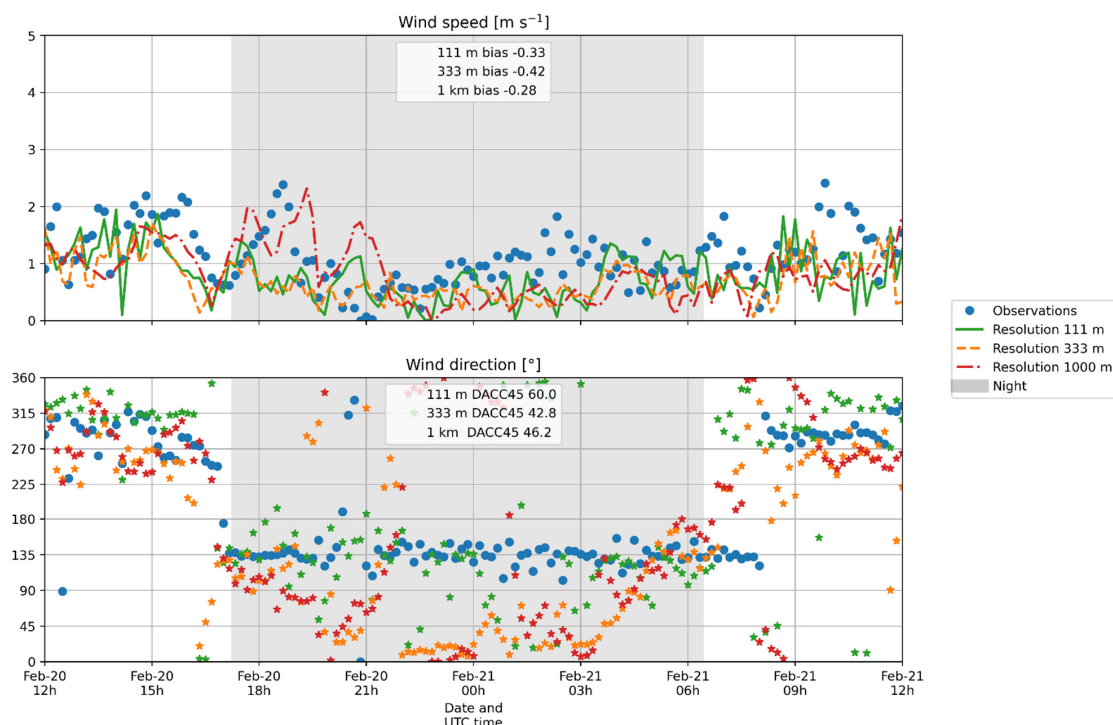 Wind speed [m s⁻¹]
5
4
3
2
1
0
111 m bias -0.33
333 m bias -0.42
1 km bias -0.28
Wind direction [°]
360
315
270
225
180
135
90
45
0
111 m DACC45 60.0
333 m DACC45 42.8
1 km DACC45 46.2
Observations
Resolution 111 m
Resolution 333 m
Resolution 1000 m
Night
Feb-20 Feb-20 Feb-20 Feb-20 Feb-21 Feb-21 Feb-21 Feb-21 Feb-21
12h 15h 18h 21h 00h 03h 06h 09h 12h
Date and
UTC time